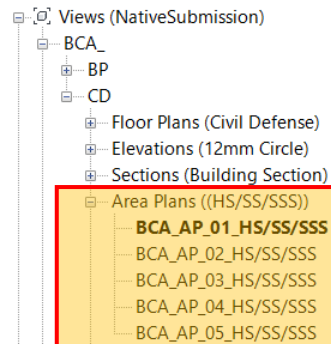 Views (NativeSubmission)
BCA_
BP
CD
Floor Plans (Civil Defense)
Elevations (12mm Circle)
Sections (Building Section)
Area Plans ((HS/SS/SSS))
BCA_AP_01_HS/SS/SSS
BCA_AP_02_HS/SS/SSS
BCA_AP_03_HS/SS/SSS
BCA_AP_04_HS/SS/SSS
BCA_AP_05_HS/SS/SSS